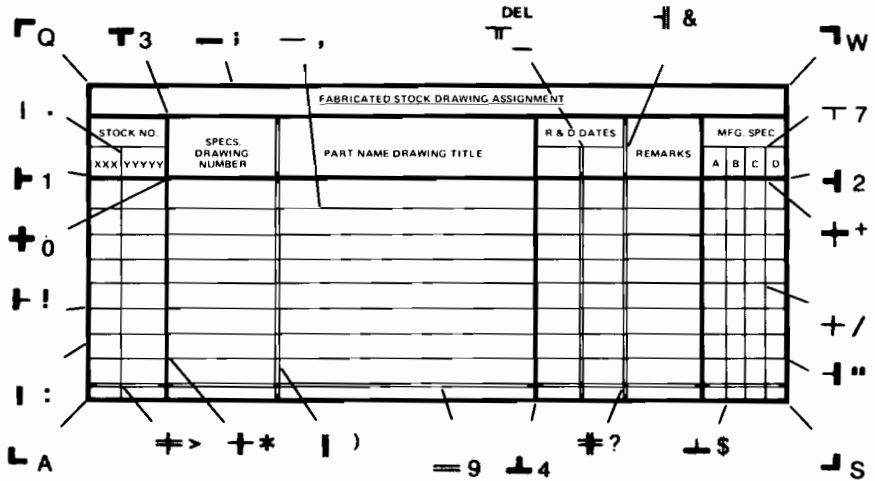 DEL
Q 3 ; , _ & W
FABRICATED STOCK DRAWING ASSIGNMENT
. 7
STOCK NO. SPECS. DRAWING NUMBER PART NAME DRAWING TITLE R & D DATES REMARKS MFG. SPEC
XXX YYYYY A B C D
1 2
0 +
! /
"
: > * ) 9 4 ? $
A S